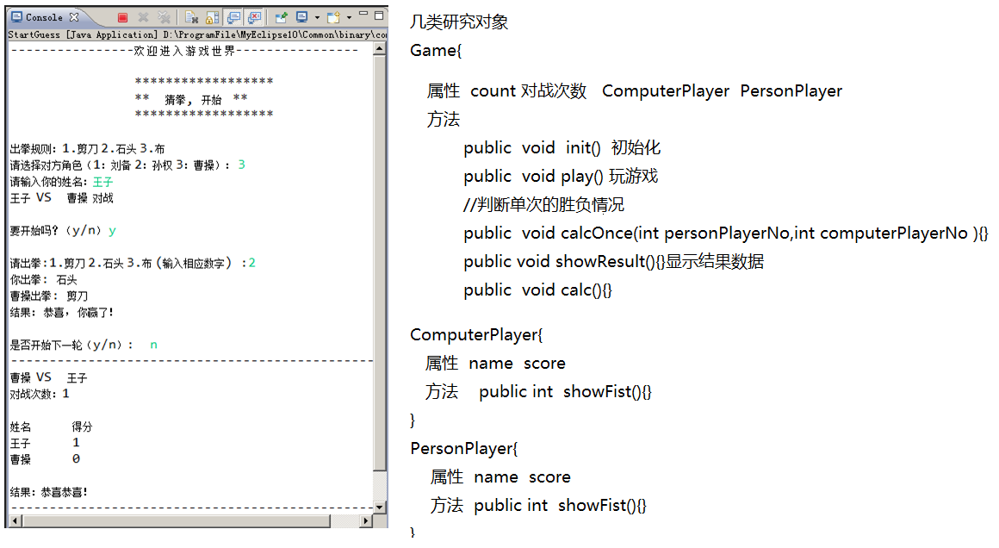 Console
StartGuess [Java Application] D:\ProgramFile\MyEclipse10\Common\binary\co
----------------欢迎进入游戏世界----------------
******************
** 猜拳, 开始 **
******************
出拳规则：1.剪刀 2.石头 3.布
请选择对方角色（1：刘备 2：孙权 3：曹操）： 3
请输入你的姓名：王子
王子 VS 曹操 对战
要开始吗？（y/n）y
请出拳:1.剪刀 2.石头 3.布 (输入相应数字) :2
你出拳： 石头
曹操出拳： 剪刀
结果：恭喜，你赢了！
是否开始下一轮（y/n）： n
------------------------------------------------
曹操 VS 王子
对战次数：1
姓名 得分
王子 1
曹操 0
结果：恭喜恭喜！
------------------------------------------------
几类研究对象
Game{
属性 count 对战次数 ComputerPlayer PersonPlayer
方法
public void init() 初始化
public void play() 玩游戏
//判断单次的胜负情况
public void calcOnce(int personPlayerNo,int computerPlayerNo ){}
public void showResult(){}显示结果数据
public void calc(){}
ComputerPlayer{
属性 name score
方法 public int showFist(){}
}
PersonPlayer{
属性 name score
方法 public int showFist(){}
}